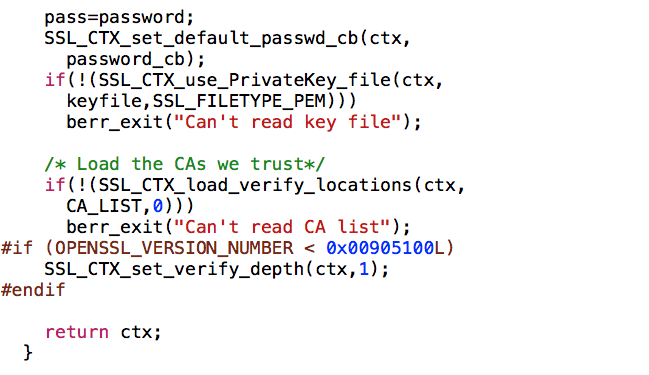 pass=password;
SSL_CTX_set_default_passwd_cb(ctx,
password_cb);
if(!(SSL_CTX_use_PrivateKey_file(ctx,
keyfile,SSL_FILETYPE_PEM)))
berr_exit("Can't read key file");
/* Load the CAs we trust*/
if(!(SSL_CTX_load_verify_locations(ctx,
CA_LIST,0)))
berr_exit("Can't read CA list");
#if (OPENSSL_VERSION_NUMBER < 0x00905100L)
SSL_CTX_set_verify_depth(ctx,1);
#endif
return ctx;
}